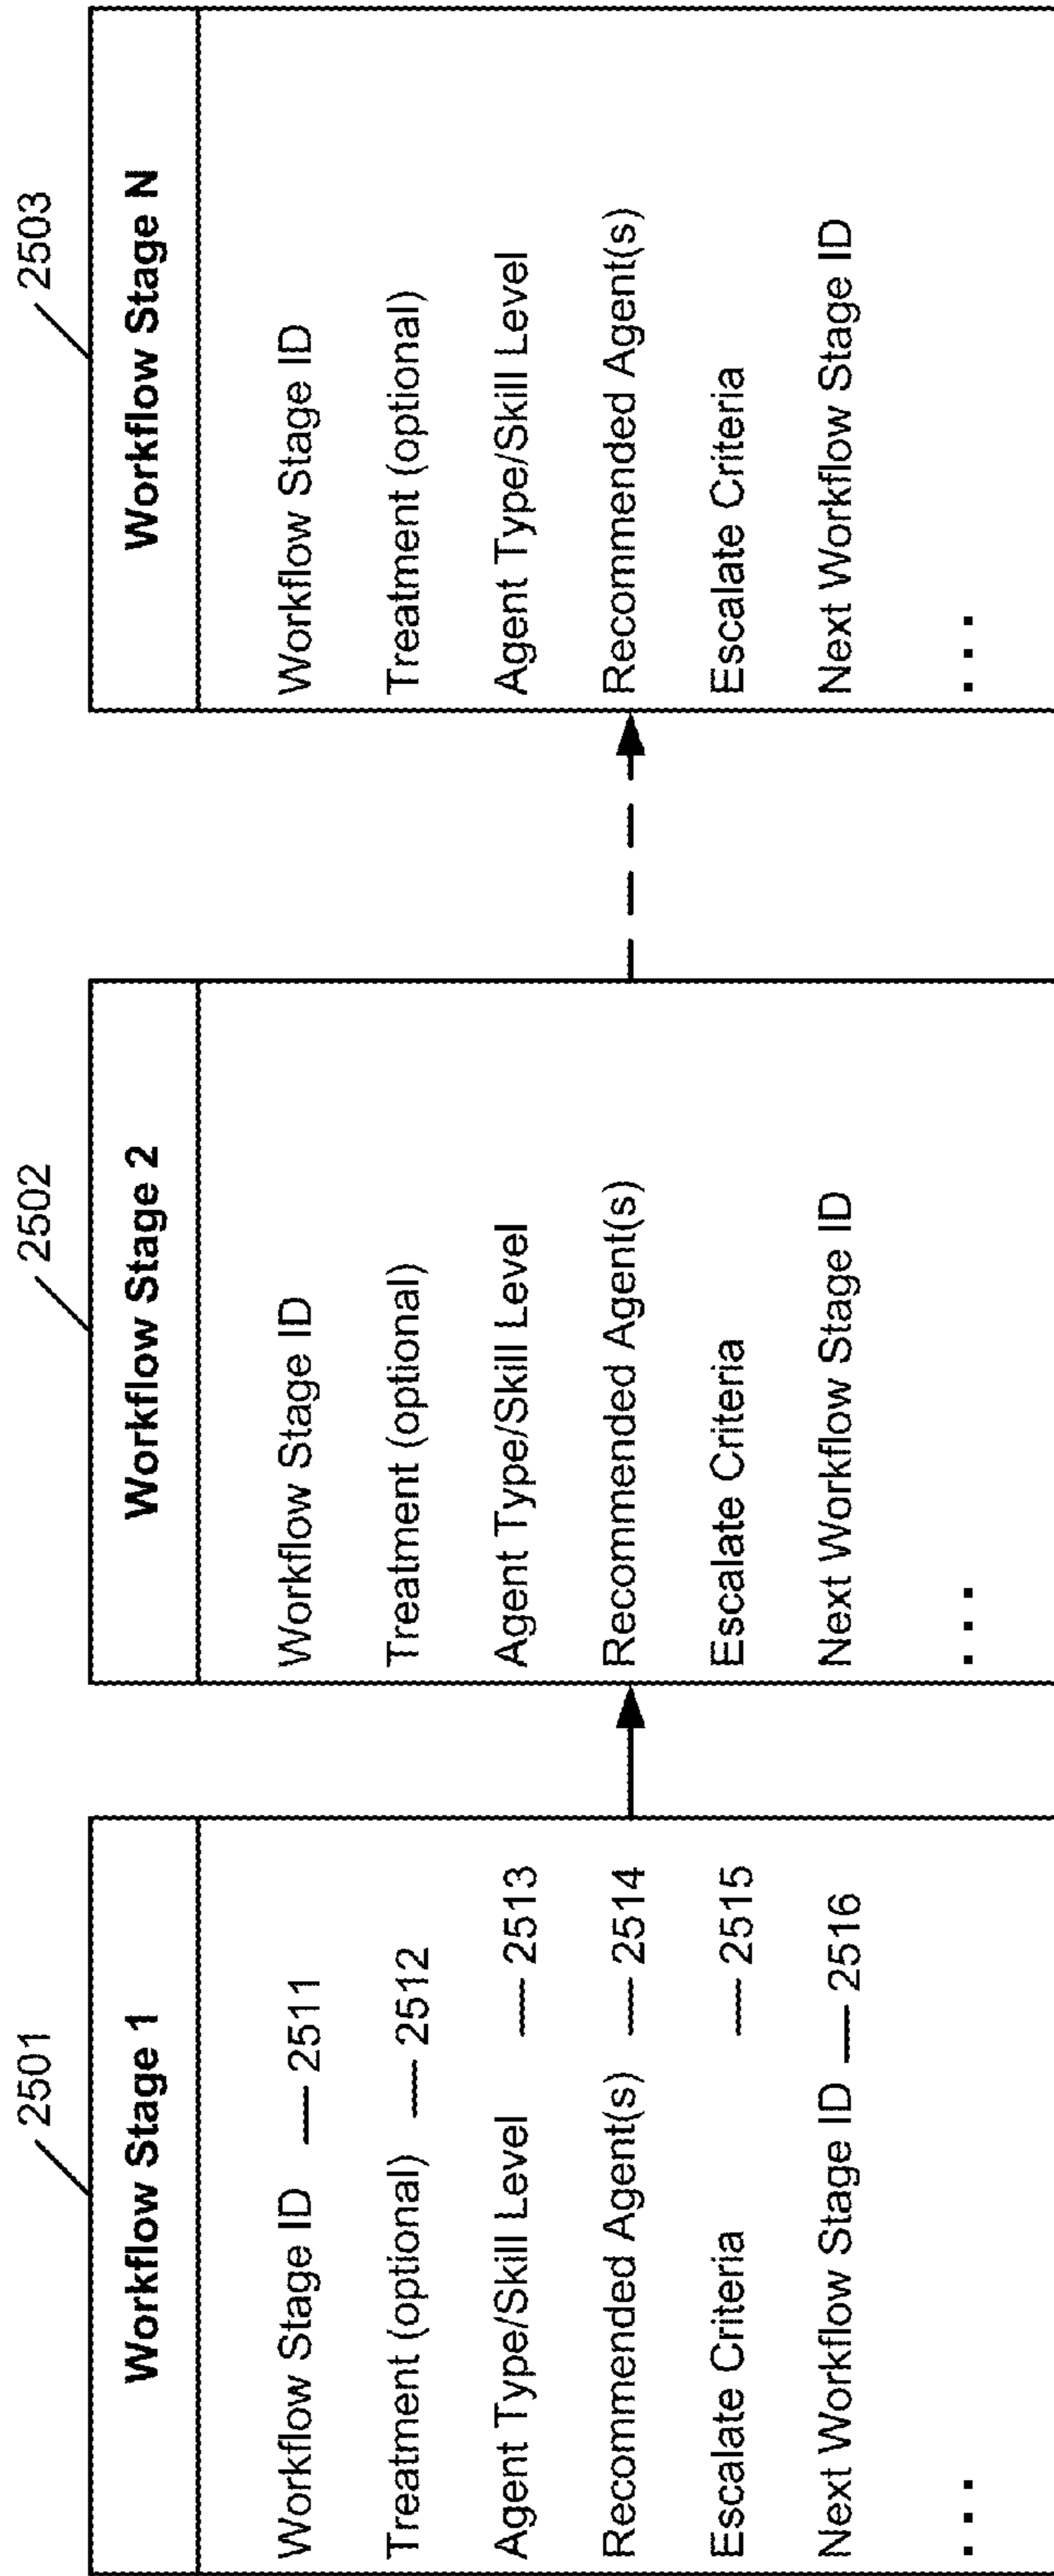 2501
Workflow Stage 1
Workflow Stage ID — 2511
Treatment (optional) — 2512
Agent Type/Skill Level — 2513
Recommended Agent(s) — 2514
Escalate Criteria — 2515
Next Workflow Stage ID — 2516
...
2502
Workflow Stage 2
Workflow Stage ID
Treatment (optional)
Agent Type/Skill Level
Recommended Agent(s)
Escalate Criteria
Next Workflow Stage ID
...
2503
Workflow Stage N
Workflow Stage ID
Treatment (optional)
Agent Type/Skill Level
Recommended Agent(s)
Escalate Criteria
Next Workflow Stage ID
...